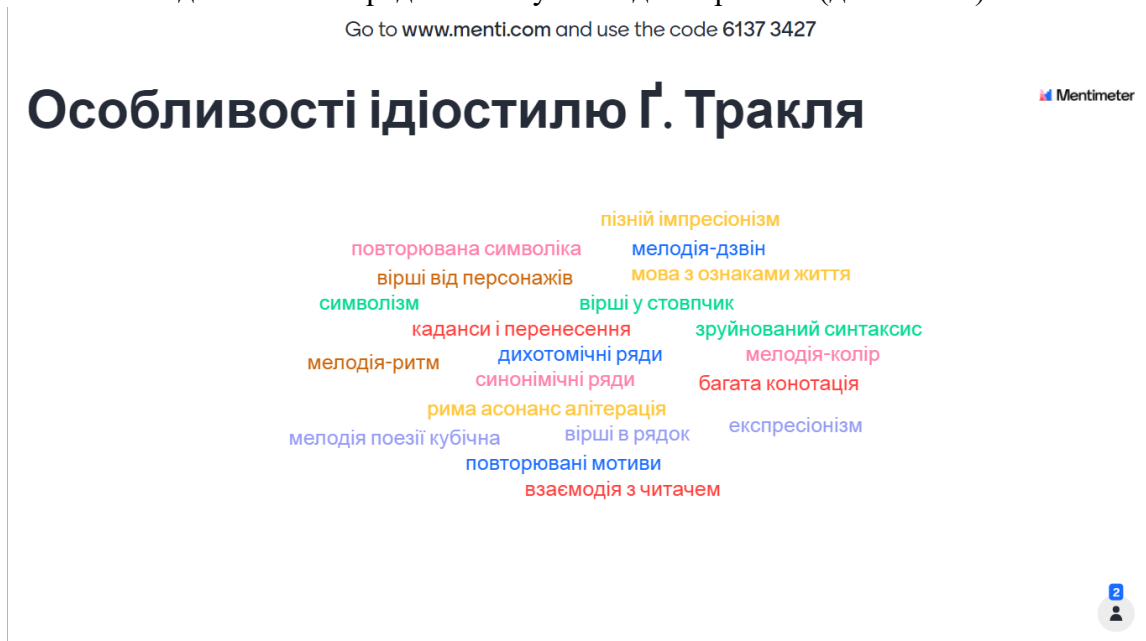 Go to www.menti.com and use the code 6137 3427
Особливості ідіостилю Ґ. Тракля
Mentimeter
пізній імпресіонізм
повторювана символіка
мелодія-дзвін
вірші від персонажів
мова з ознаками життя
символізм
вірші у стовпчик
каданси і перенесення
зруйнований синтаксис
мелодія-ритм
дихотомічні ряди
мелодія-колір
синонімічні ряди
багата конотація
рима асонанс алітерація
експресіонізм
мелодія поезії кубічна
вірші в рядок
повторювані мотиви
взаємодія з читачем
2